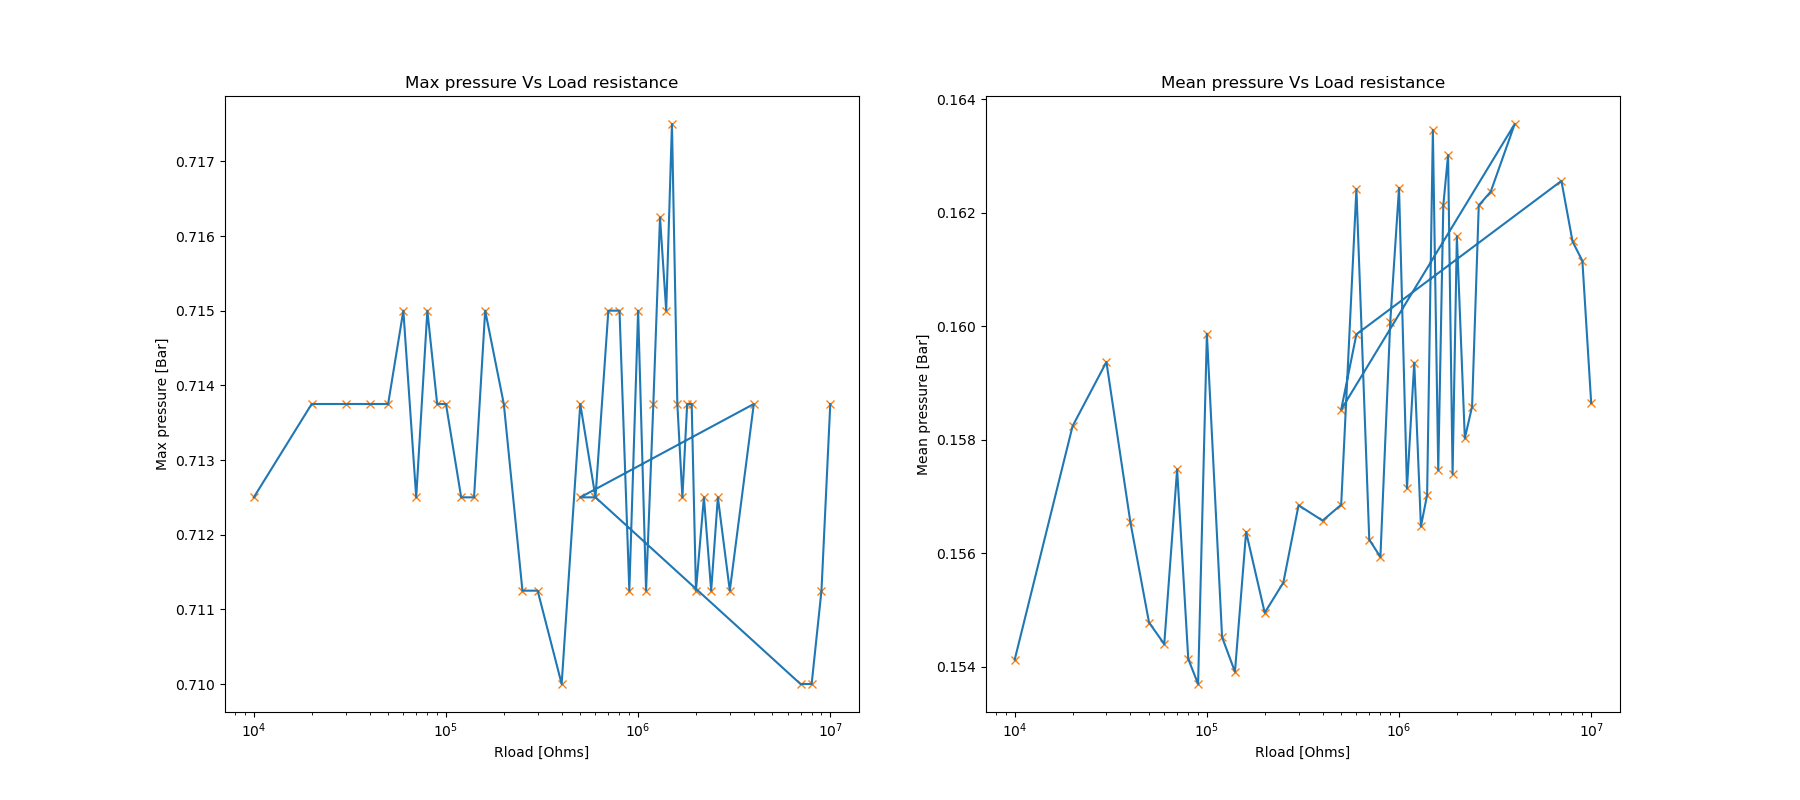 Max pressure Vs Load resistance
Max pressure [Bar]
0.717
0.716
0.715
0.714
0.713
0.712
0.711
0.710
10⁴ 10⁵ 10⁶ 10⁷
Rload [Ohms]
Mean pressure Vs Load resistance
Mean pressure [Bar]
0.164
0.162
0.160
0.158
0.156
0.154
10⁴ 10⁵ 10⁶ 10⁷
Rload [Ohms]